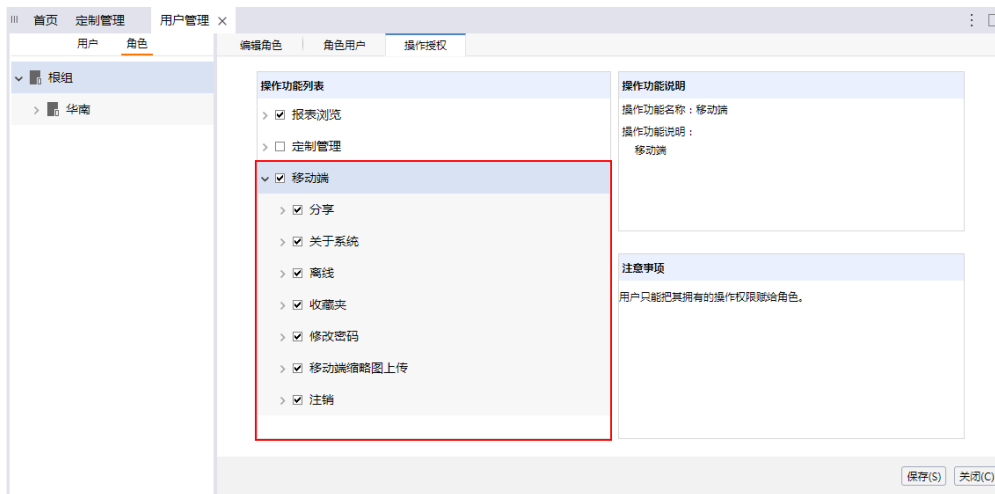 首页 定制管理 用户管理
用户 角色
编辑角色 角色用户 操作授权
根组
华南
操作功能列表
报表浏览
定制管理
移动端
分享
关于系统
离线
收藏夹
修改密码
移动端缩略图上传
注销
操作功能说明
操作功能名称：移动端
操作功能说明：
移动端
注意事项
用户只能把其拥有的操作权限赋给角色。
保存(S) 关闭(C)